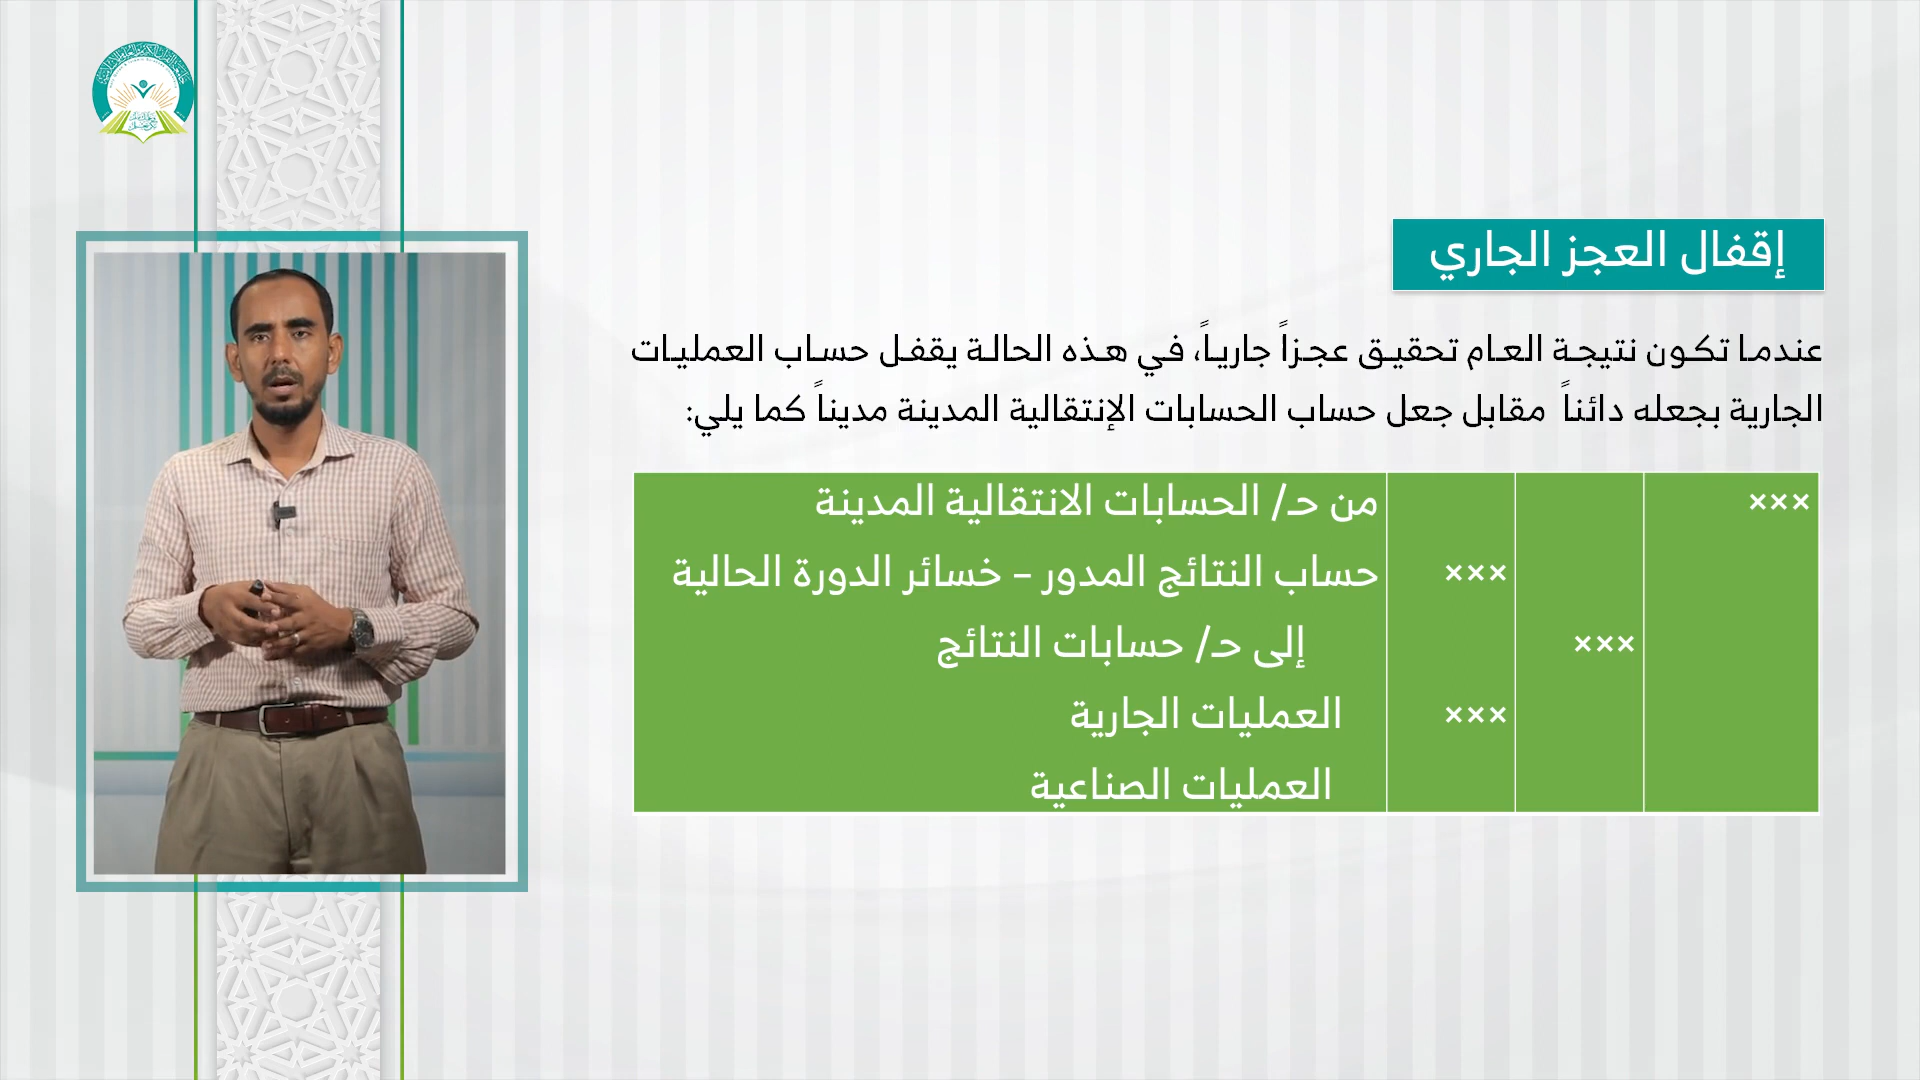 إقفال العجز الجاري
عندما تكون نتيجة العام تحقيق عجزاً جارياً، في هذه الحالة يقفل حساب العمليات
الجارية بجعله دائناً مقابل جعل حساب الحسابات الإنتقالية المدينة مديناً كما يلي:
××× من حـ/ الحسابات الانتقالية المدينة
××× حساب النتائج المدور – خسائر الدورة الحالية
××× إلى حـ/ حسابات النتائج
××× العمليات الجارية
العمليات الصناعية